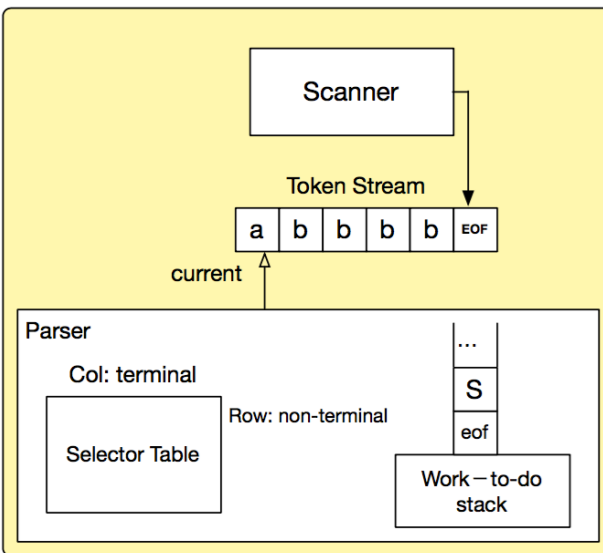 Scanner
Token Stream
a b b b b EOF
current
Parser
...
Col: terminal
S
Row: non-terminal
eof
Selector Table
Work–to-do
stack